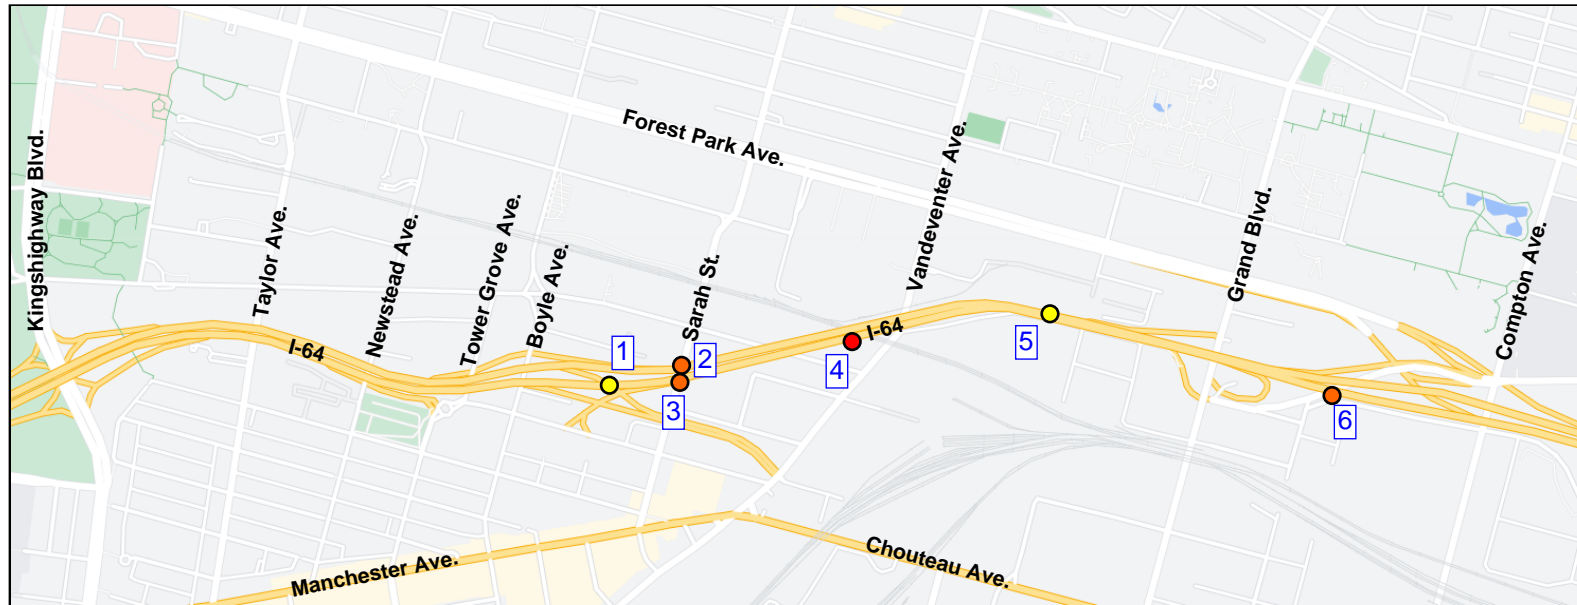 Forest Park Ave.
Kingshighway Blvd.
Taylor Ave.
Newstead Ave.
Tower Grove Ave.
Boyle Ave.
Sarah St.
Vandeventer Ave.
Grand Blvd.
Compton Ave.
I-64
I-64
1
2
3
4
5
6
Manchester Ave.
Chouteau Ave.